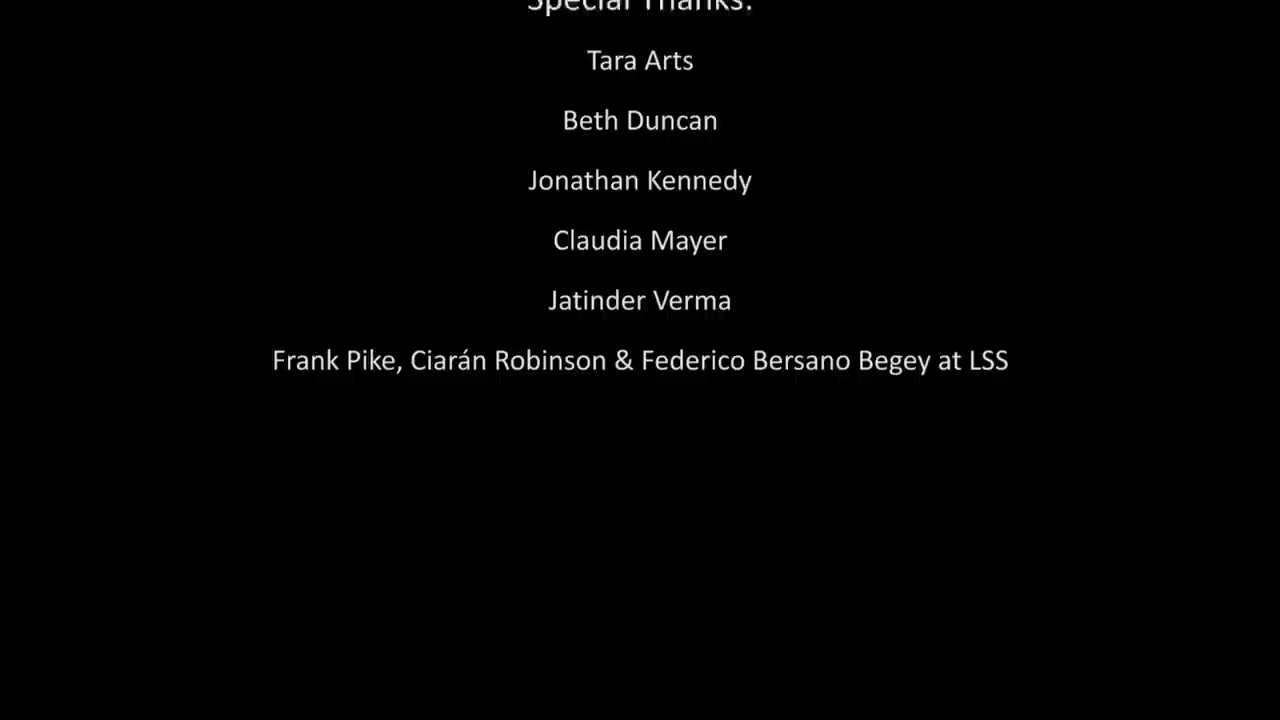 Special Thanks:
Tara Arts
Beth Duncan
Jonathan Kennedy
Claudia Mayer
Jatinder Verma
Frank Pike, Ciarán Robinson & Federico Bersano Begey at LSS